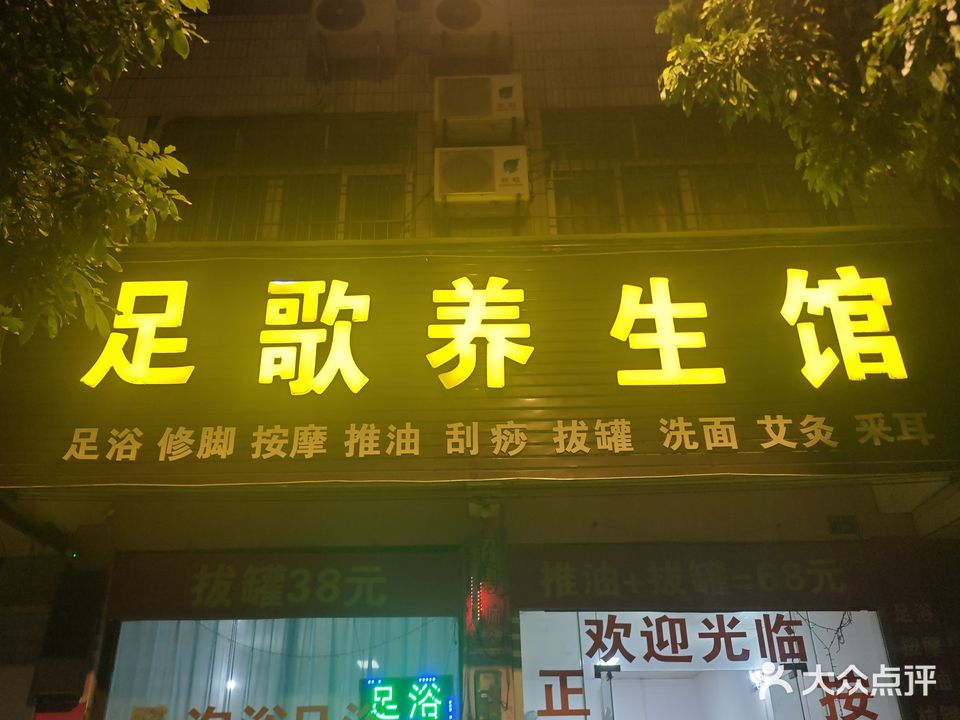 足歌养生馆
足浴 修脚 按摩 推油 刮痧 拔罐 洗面 艾灸 采耳
拔罐38元
推油+拔罐 68元
欢迎光临
正
按
足浴
大众点评